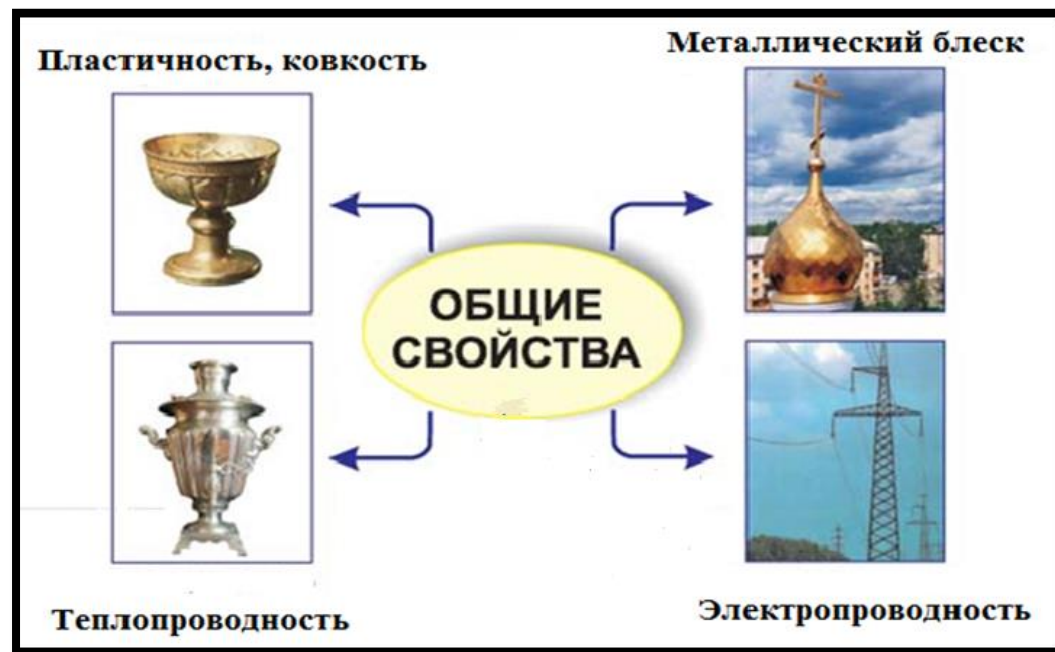 Пластичность, ковкость
Металлический блеск
ОБЩИЕ
СВОЙСТВА
Теплопроводность
Электропроводность